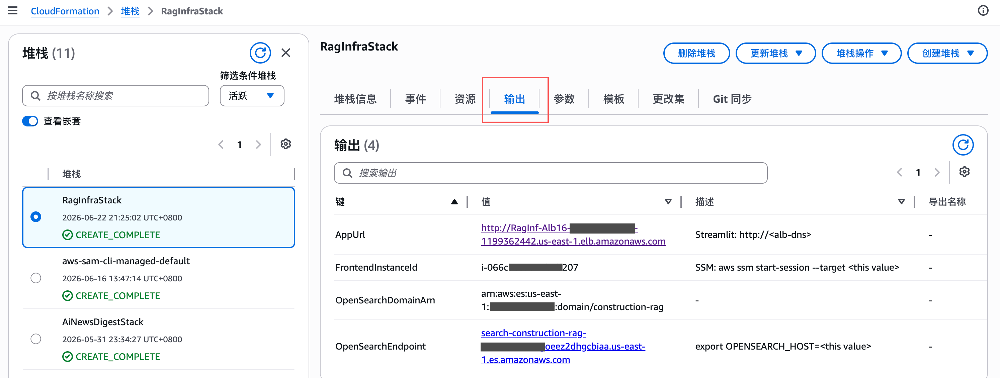 CloudFormation > 堆栈 > RagInfraStack
堆栈 (11)
筛选条件堆栈
按堆栈名称搜索
活跃
查看嵌套
1
堆栈
RagInfraStack
2026-06-22 21:25:02 UTC+0800
CREATE_COMPLETE
aws-sam-cli-managed-default
2026-06-16 13:47:14 UTC+0800
CREATE_COMPLETE
AiNewsDigestStack
2026-05-31 23:34:27 UTC+0800
CREATE_COMPLETE
RagInfraStack
删除堆栈 更新堆栈 堆栈操作 创建堆栈
堆栈信息 事件 资源 输出 参数 模板 更改集 Git 同步
输出 (4)
搜索输出
1
键 值 描述 导出名称
AppUrl
http://RagInf-Alb16- -
1199362442.us-east-1.elb.amazonaws.com
Streamlit: http://<alb-dns>
-
FrontendInstanceId
i-066c 207
SSM: aws ssm start-session --target <this value>
-
OpenSearchDomainArn
arn:aws:es:us-east-
1: :domain/construction-rag
-
-
OpenSearchEndpoint
search-construction-rag-
oeez2dhgcbiaa.us-east-
1.es.amazonaws.com
export OPENSEARCH_HOST=<this value>
-